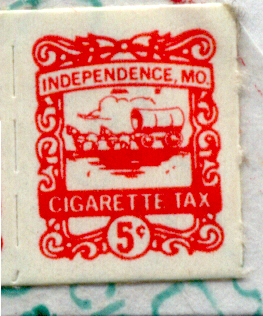 INDEPENDENCE, MO.
CIGARETTE TAX
5¢